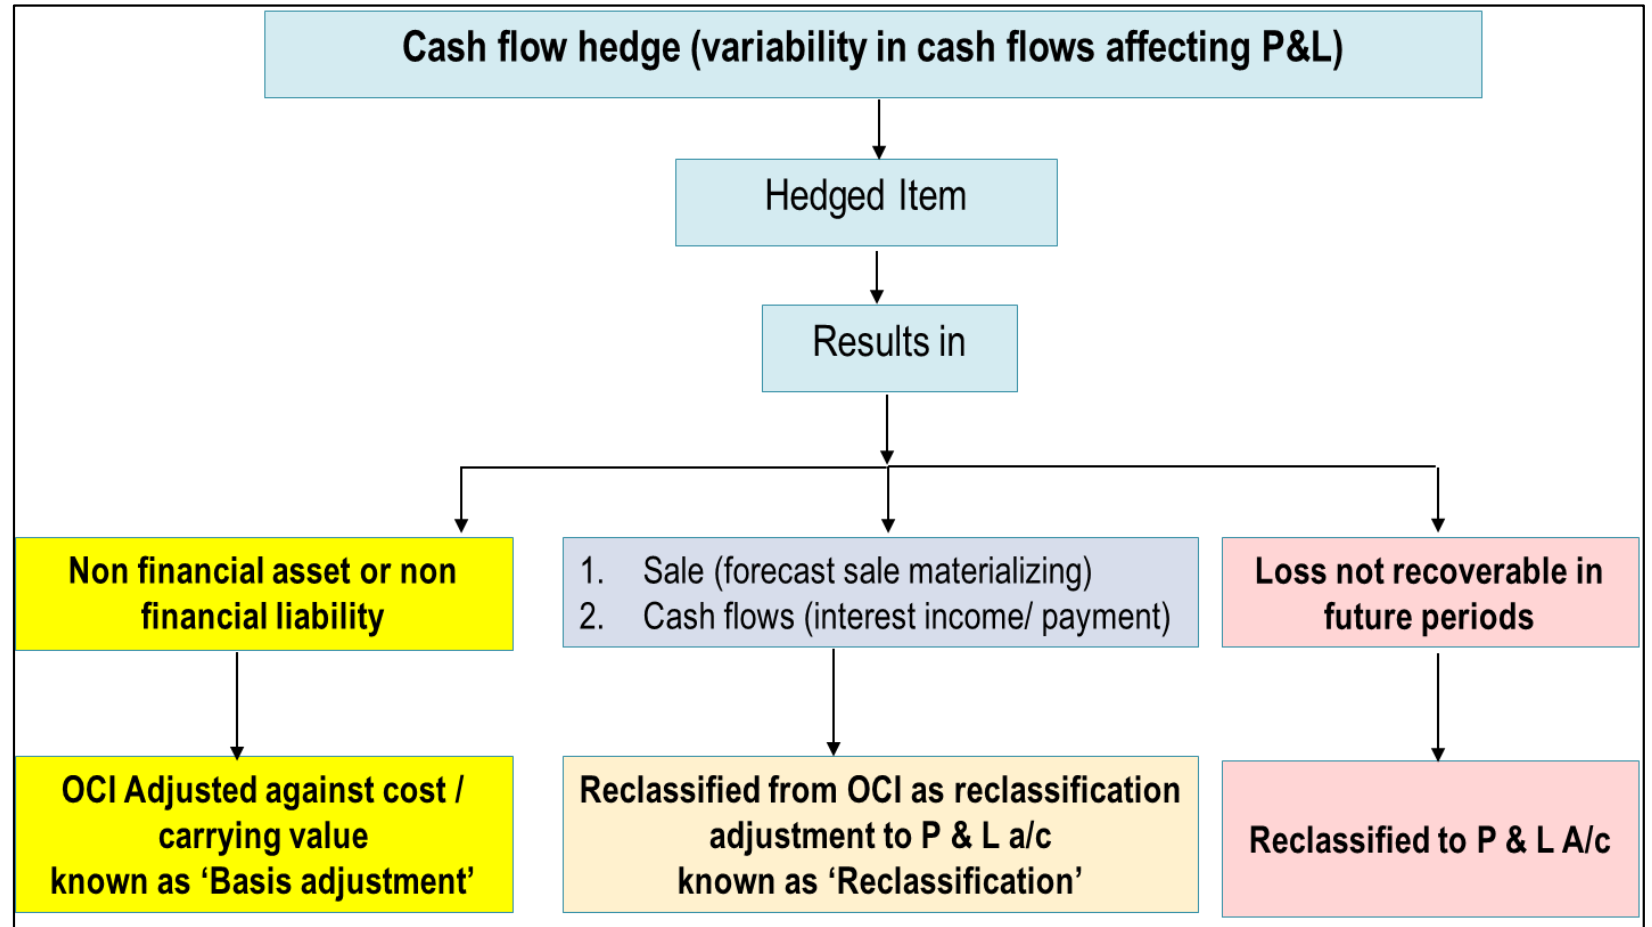 Cash flow hedge (variability in cash flows affecting P&L)
Hedged Item
Results in
Non financial asset or non
financial liability
1. Sale (forecast sale materializing)
2. Cash flows (interest income/ payment)
Loss not recoverable in
future periods
OCI Adjusted against cost /
carrying value
known as ‘Basis adjustment’
Reclassified from OCI as reclassification
adjustment to P & L a/c
known as ‘Reclassification’
Reclassified to P & L A/c